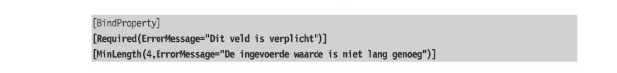 [BindProperty]
[Required(ErrorMessage="Dit veld is verplicht")]
[MinLength(4,ErrorMessage="De ingevoerde waarde is niet lang genoeg")]